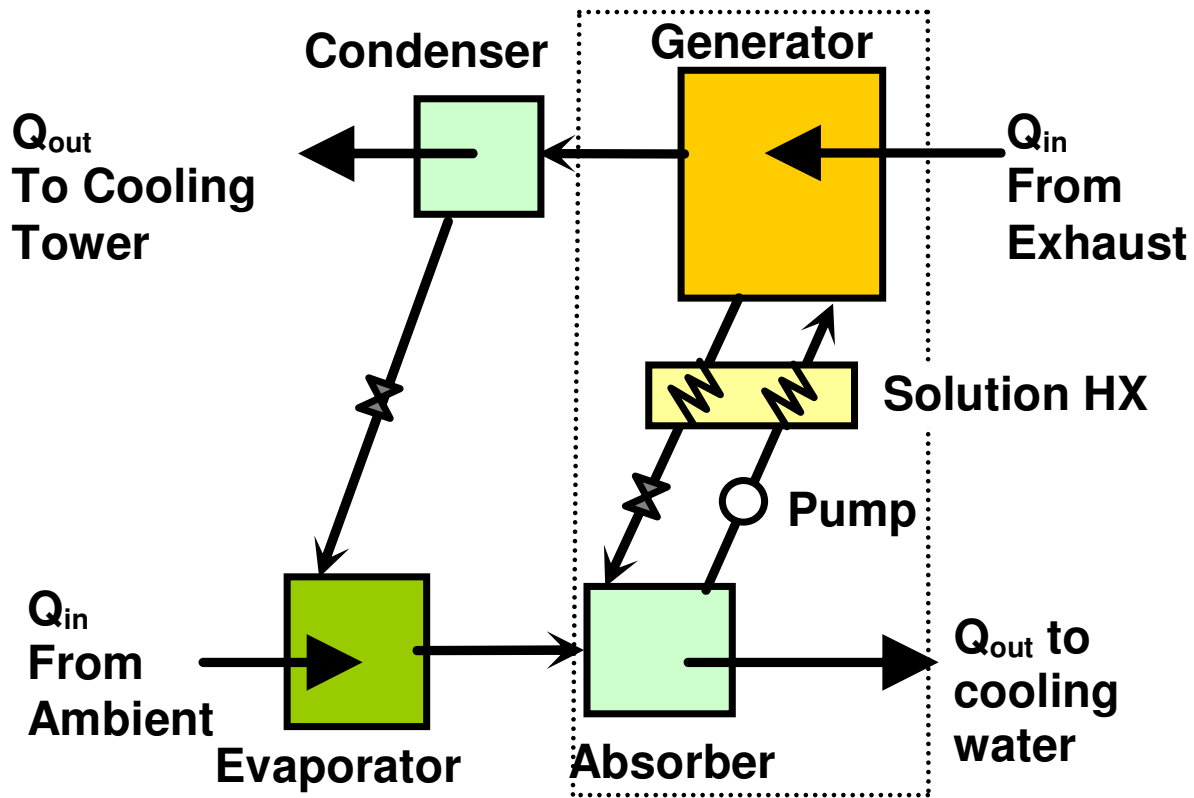 Condenser
Generator
Qout
To Cooling
Tower
Qin
From
Exhaust
Solution HX
Pump
Qin
From
Ambient
Evaporator
Absorber
Qout to
cooling
water